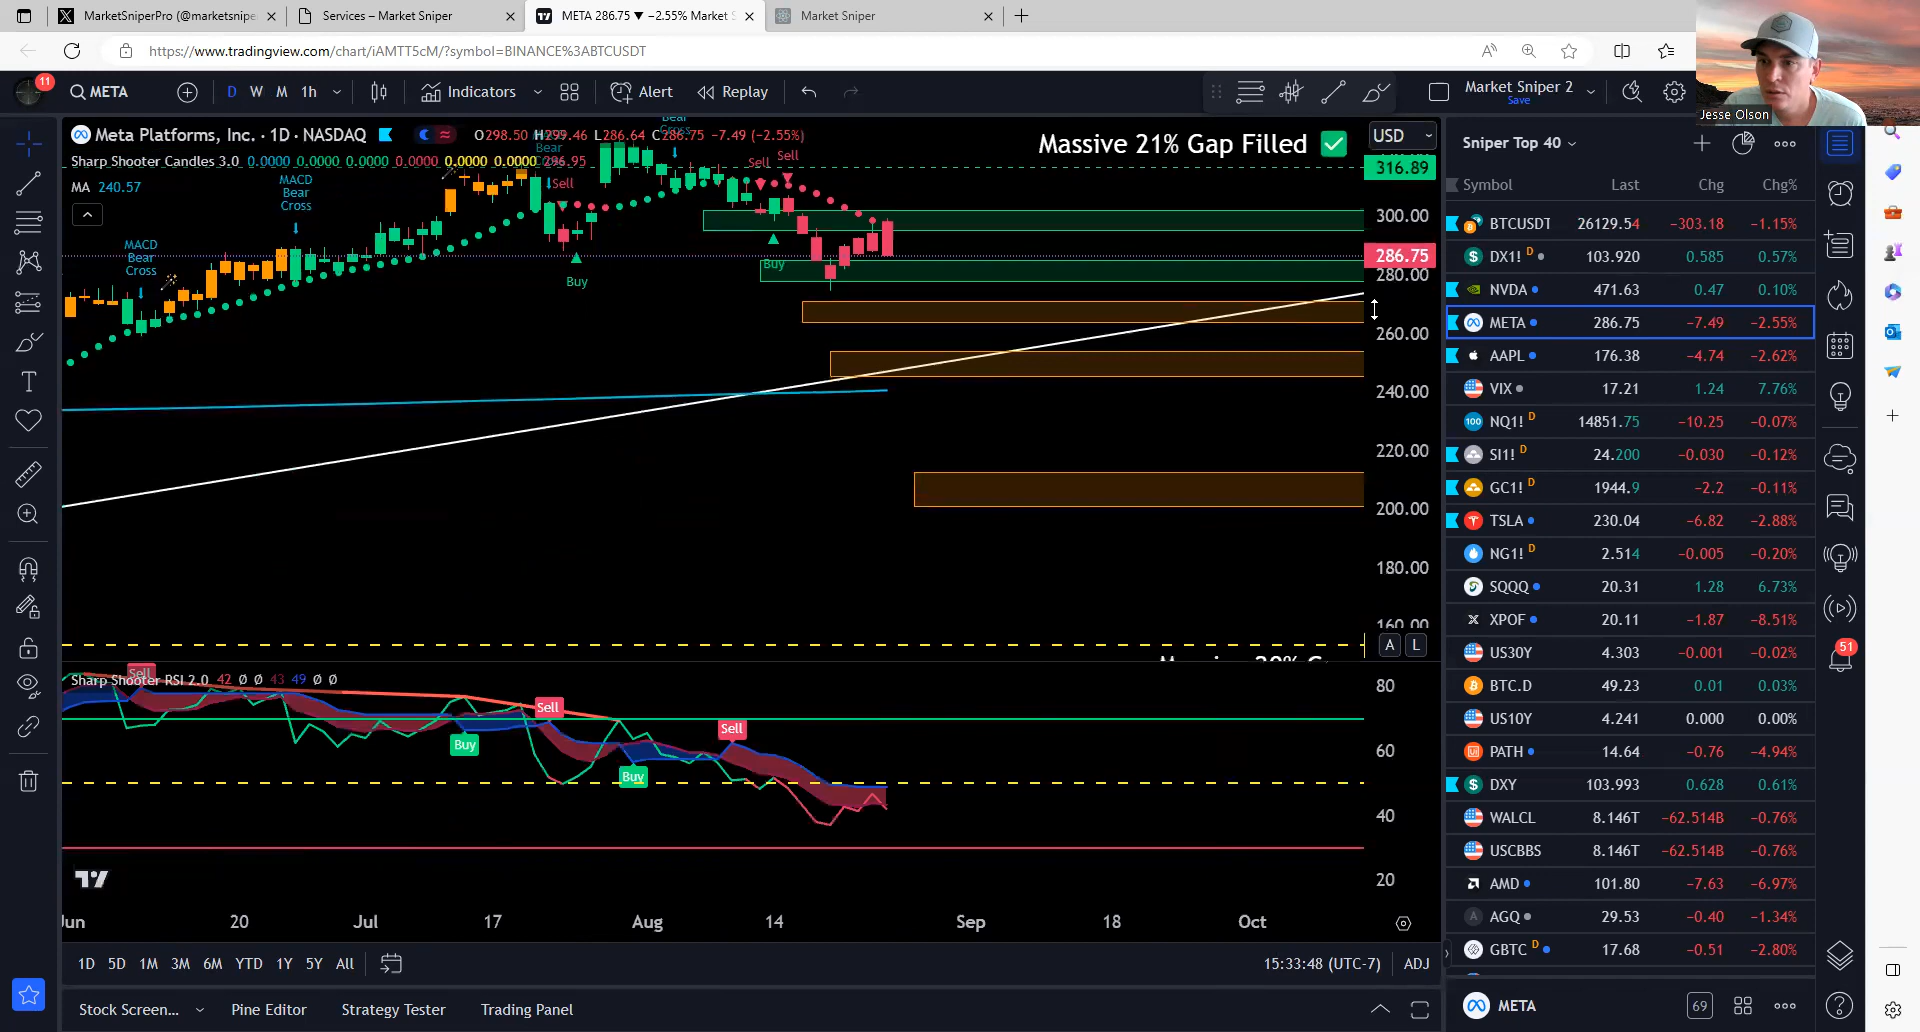 MarketSniperPro (@marketsnipe
Services – Market Sniper
META 286.75 ▼ −2.55% Market S
Market Sniper
https://www.tradingview.com/chart/iAMTT5cM/?symbol=BINANCE%3ABTCUSDT
11
META
D
W
M
1h
Indicators
Alert
Replay
Market Sniper 2
Save
Jesse Olson
Meta Platforms, Inc. · 1D · NASDAQ
O298.50 H299.46 L286.64 C286.75 −7.49 (−2.55%)
Sharp Shooter Candles 3.0 0.0000 0.0000 0.0000 0.0000 0.0000 0.0000 296.95
MA 240.57
Massive 21% Gap Filled ✅
USD
316.89
300.00
286.75
280.00
260.00
240.00
220.00
200.00
180.00
160.00
A L
MACD
Bear
Cross
MACD
Bear
Cross
Bear
Cross
Bear
Cross
Sell
Buy
Sell
Sell
Buy
Sharp Shooter RSI 2.0 42 Ø Ø 43 49 Ø Ø
Sell
Buy
Sell
Buy
Sell
80
60
40
20
Jun
20
Jul
17
Aug
14
Sep
18
Oct
1D 5D 1M 3M 6M YTD 1Y 5Y All
15:33:48 (UTC-7)
ADJ
Stock Screen...
Pine Editor
Strategy Tester
Trading Panel
Sniper Top 40
Symbol Last Chg Chg%
BTCUSDT 26129.54 −303.18 −1.15%
DX1! D 103.920 0.585 0.57%
NVDA 471.63 0.47 0.10%
META 286.75 −7.49 −2.55%
AAPL 176.38 −4.74 −2.62%
VIX 17.21 1.24 7.76%
100 NQ1! D 14851.75 −10.25 −0.07%
SI1! D 24.200 −0.030 −0.12%
GC1! D 1944.9 −2.2 −0.11%
TSLA 230.04 −6.82 −2.88%
NG1! D 2.514 −0.005 −0.20%
SQQQ 20.31 1.28 6.73%
XPOF 20.11 −1.87 −8.51%
US30Y 4.303 −0.001 −0.02%
BTC.D 49.23 0.01 0.03%
US10Y 4.241 0.000 0.00%
PATH 14.64 −0.76 −4.94%
DXY 103.993 0.628 0.61%
WALCL 8.146T −62.514B −0.76%
USCBBS 8.146T −62.514B −0.76%
AMD 101.80 −7.63 −6.97%
A AGQ 29.53 −0.40 −1.34%
GBTC D 17.68 −0.51 −2.80%
META
69
51